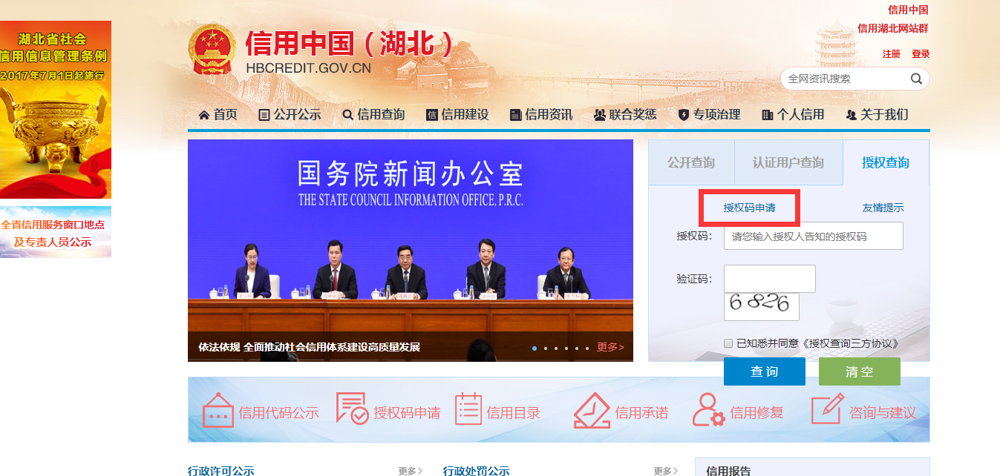 信用中国
信用湖北网站群
注册 登录
全网资讯搜索
湖北省社会
信用信息管理条例
2017年7月1日起施行
全省信用服务窗口地点
及专责人员公示
信用中国（湖北）
HBCREDIT.GOV.CN
首页 公开公示 信用查询 信用建设 信用资讯 联合奖惩 专项治理 个人信用 关于我们
国务院新闻办公室
THE STATE COUNCIL INFORMATION OFFICE, P.R.C.
依法依规 全面推动社会信用体系建设高质量发展 更多>
公开查询 认证用户查询 授权查询
授权码申请 友情提示
授权码： 请您输入授权人告知的授权码
验证码：
6826
已知悉并同意《授权查询三方协议》
查 询 清 空
信用代码公示 授权码申请 信用目录 信用承诺 信用修复 咨询与建议
行政许可公示 更多> 行政处罚公示 更多> 信用报告